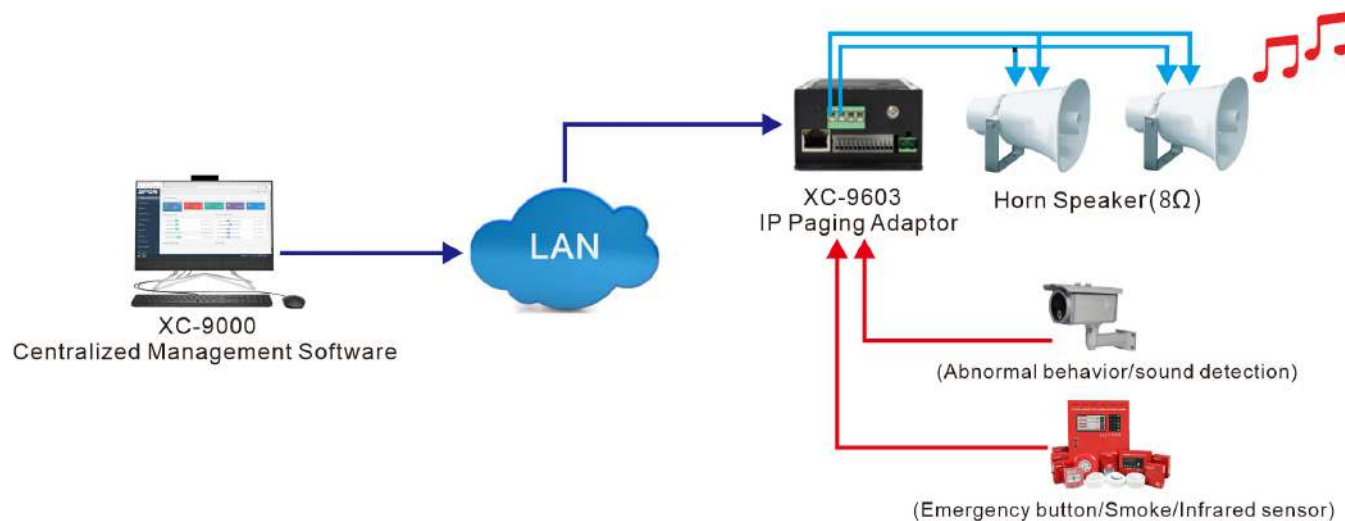 LAN
XC-9603
IP Paging Adaptor
Horn Speaker(8Ω)
XC-9000
Centralized Management Software
(Abnormal behavior/sound detection)
(Emergency button/Smoke/Infrared sensor)